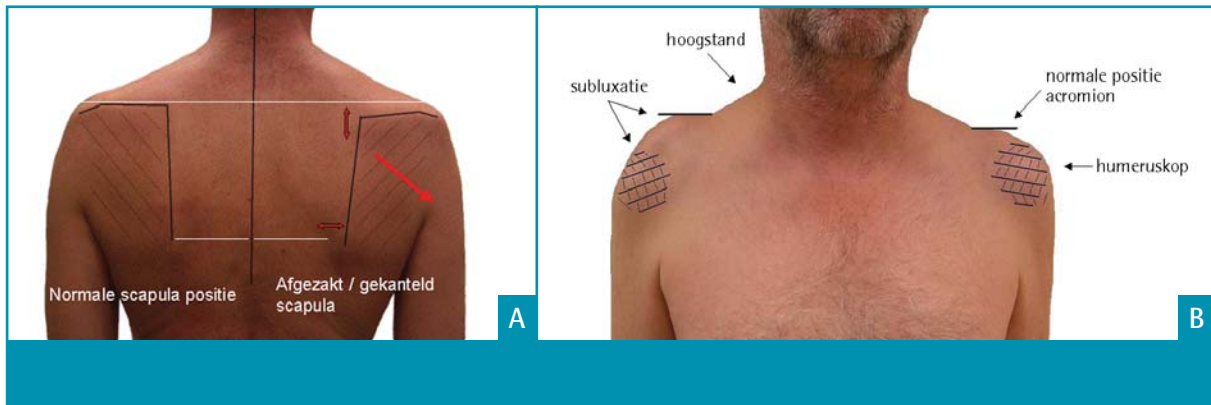 Normale scapula positie
Afgezakt / gekanteld
scapula
A
hoogstand
subluxatie
normale positie
acromion
humeruskop
B